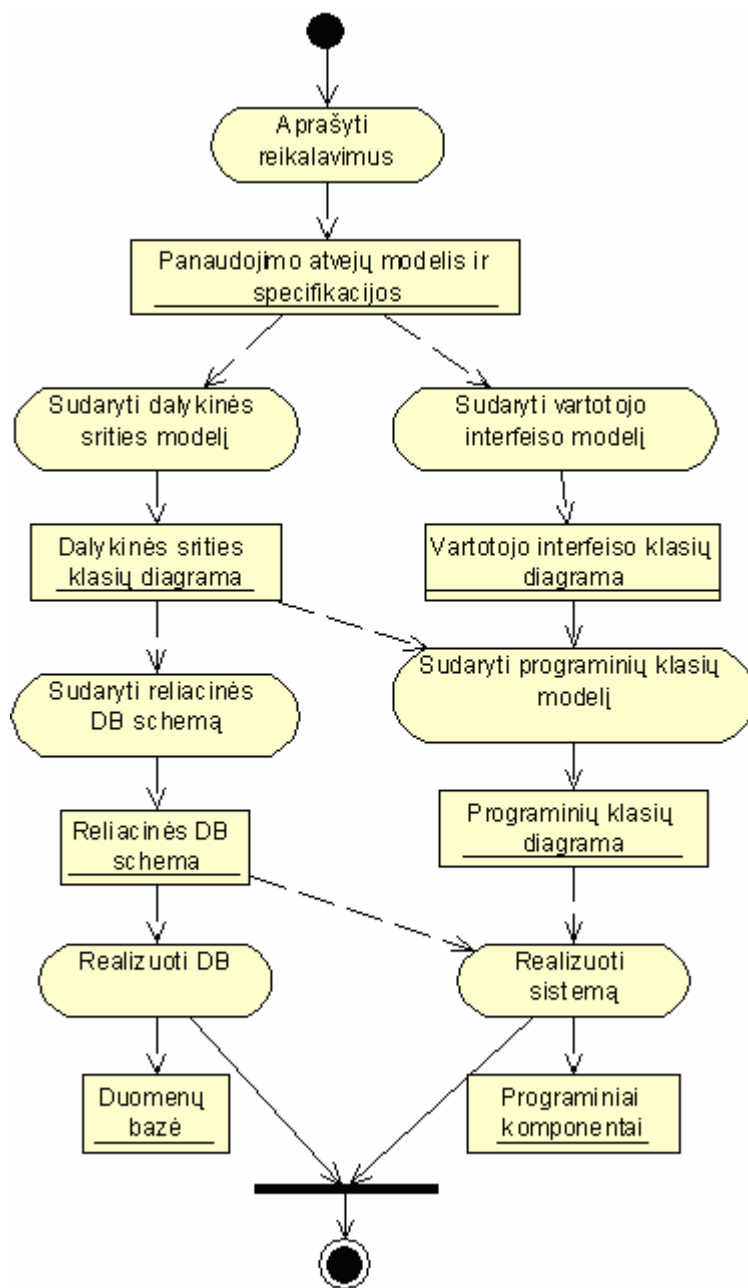 Aprašyti
reikalavimus
Panaudojimo atvejų modelis ir
specifikacijos
Sudaryti dalykinės
srities modelį
Sudaryti vartotojo
interfeiso modelį
Dalykinės srities
klasių diagrama
Vartotojo interfeiso klasių
diagrama
Sudaryti reliacinės
DB schemą
Sudaryti programinių klasių
modelį
Reliacinės DB
schema
Programinių klasių
diagrama
Realizuoti DB
Realizuoti
sistemą
Duomenų
bazė
Programiniai
komponentai